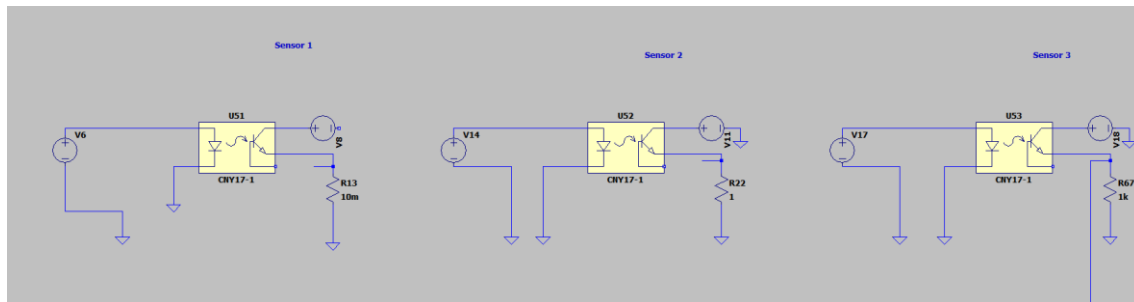 Sensor 1
Sensor 2
Sensor 3
U51
U52
U53
V6
V8
V14
V11
V17
V18
CNY17-1
CNY17-1
CNY17-1
R13
10m
R22
1
R67
1k